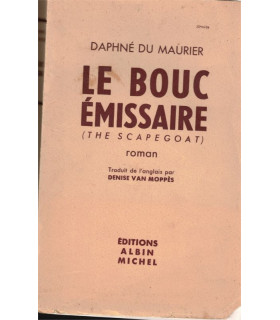 DAPHNÉ DU MAURIER
LE BOUC
ÉMISSAIRE
(THE SCAPEGOAT)
roman
Traduit de l'anglais par
DENISE VAN MOPPÈS
ÉDITIONS
ALBIN
MICHEL